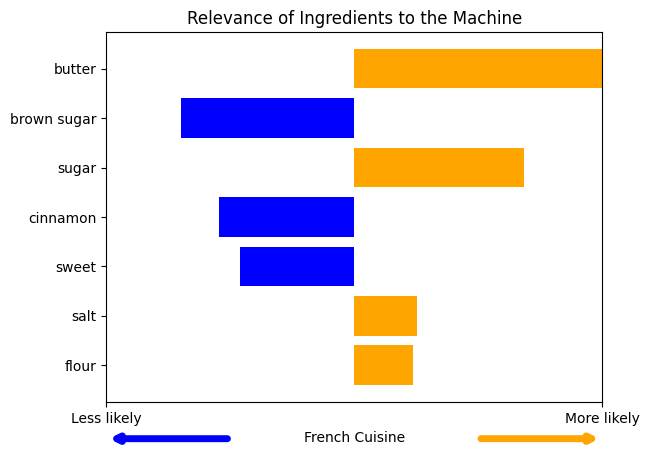 Relevance of Ingredients to the Machine
butter
brown sugar
sugar
cinnamon
sweet
salt
flour
Less likely
More likely
French Cuisine